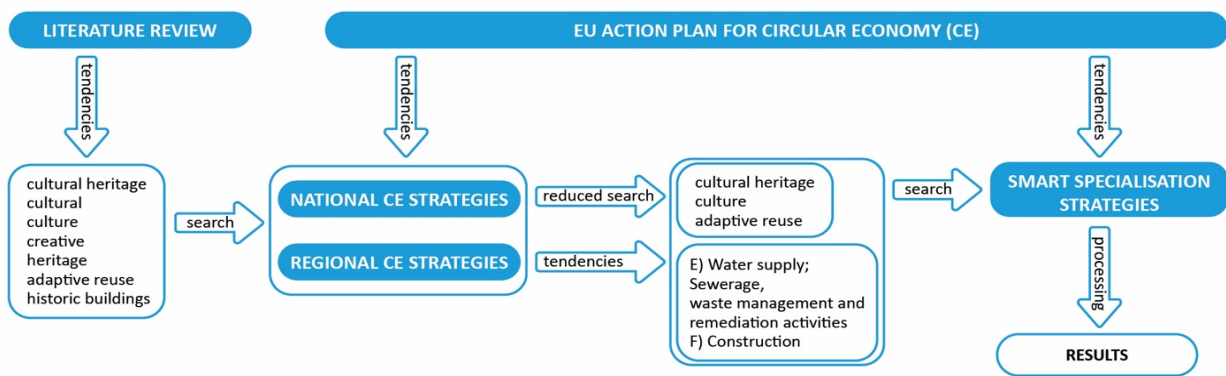 LITERATURE REVIEW
EU ACTION PLAN FOR CIRCULAR ECONOMY (CE)
tendencies
tendencies
tendencies
cultural heritage
cultural
culture
creative
heritage
adaptive reuse
historic buildings
search
NATIONAL CE STRATEGIES
REGIONAL CE STRATEGIES
reduced search
tendencies
cultural heritage
culture
adaptive reuse
E) Water supply;
Sewerage,
waste management and
remediation activities
F) Construction
search
SMART SPECIALISATION
STRATEGIES
processing
RESULTS